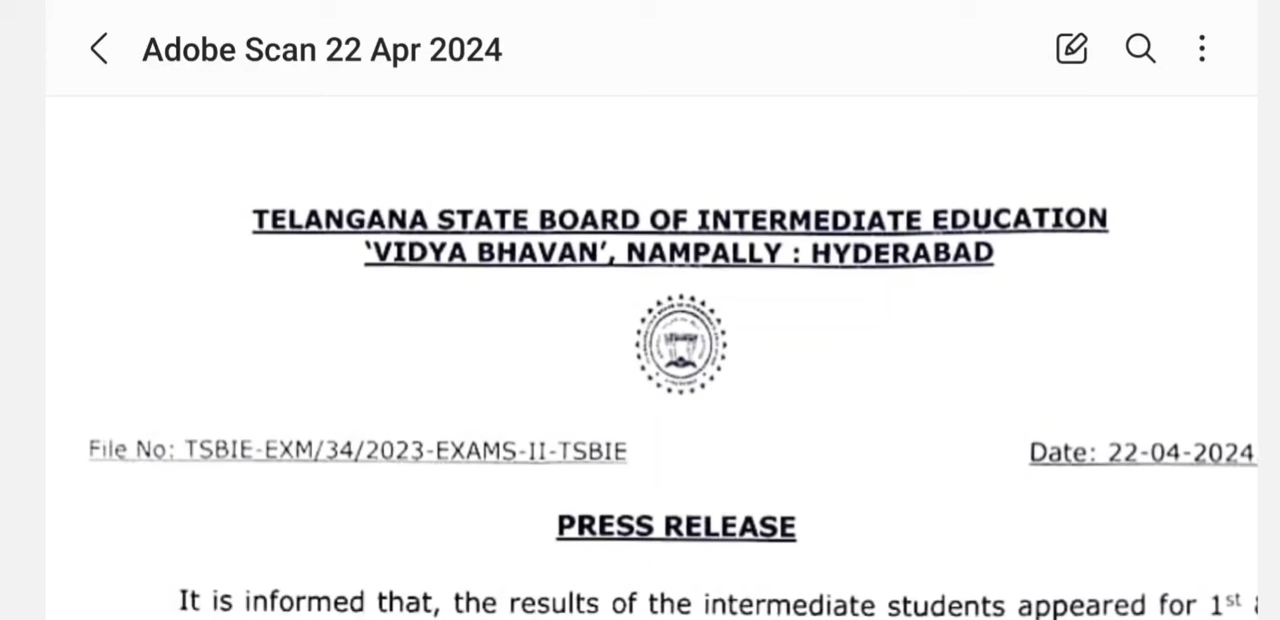 Adobe Scan 22 Apr 2024
TELANGANA STATE BOARD OF INTERMEDIATE EDUCATION
'VIDYA BHAVAN', NAMPALLY : HYDERABAD
File No: TSBIE-EXM/34/2023-EXAMS-II-TSBIE
Date: 22-04-2024
PRESS RELEASE
It is informed that, the results of the intermediate students appeared for 1st